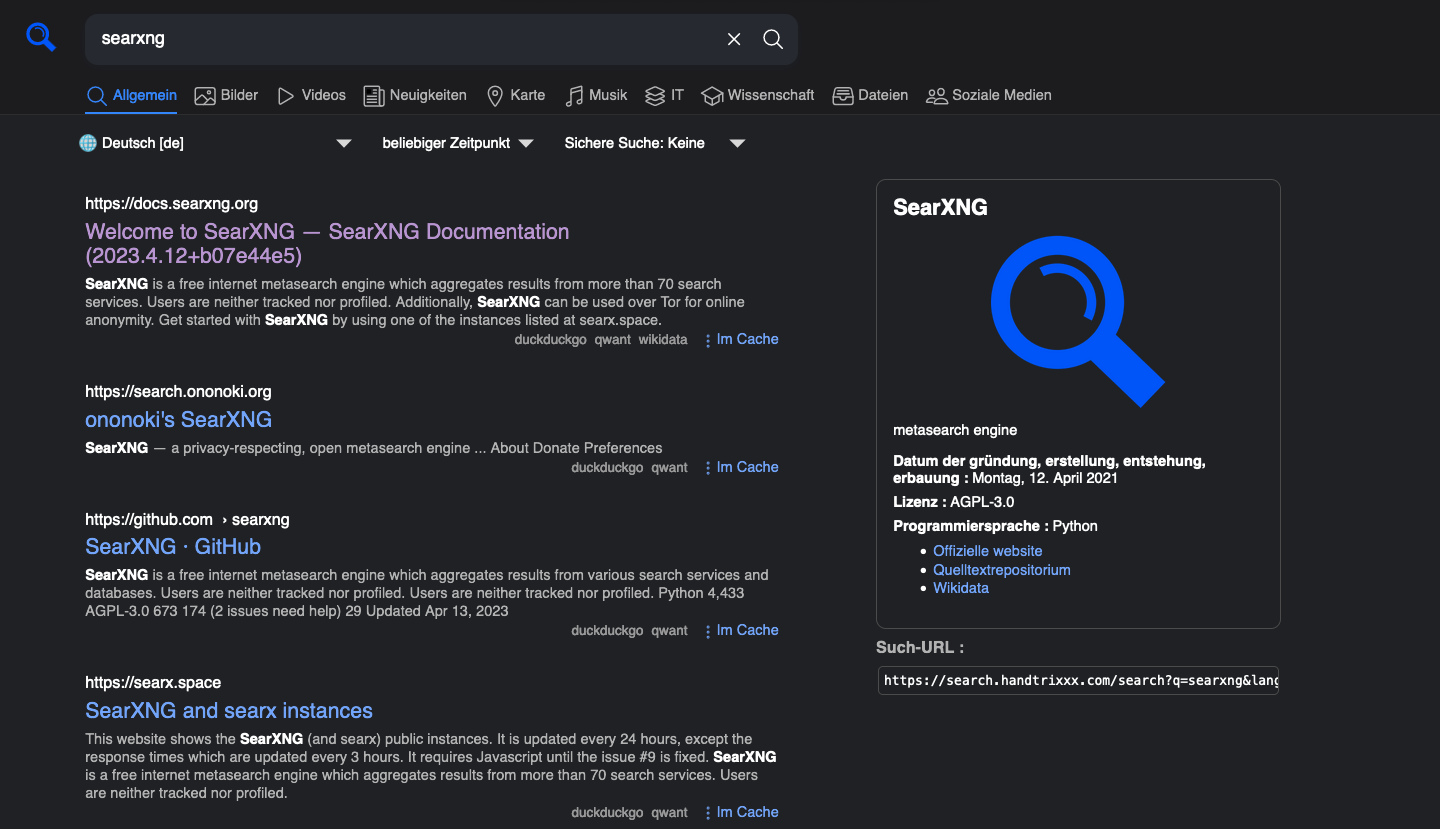 searxng
Allgemein Bilder Videos Neuigkeiten Karte Musik IT Wissenschaft Dateien Soziale Medien
Deutsch [de] beliebiger Zeitpunkt Sichere Suche: Keine
https://docs.searxng.org
Welcome to SearXNG — SearXNG Documentation
(2023.4.12+b07e44e5)
SearXNG is a free internet metasearch engine which aggregates results from more than 70 search
services. Users are neither tracked nor profiled. Additionally, SearXNG can be used over Tor for online
anonymity. Get started with SearXNG by using one of the instances listed at searx.space.
duckduckgo qwant wikidata Im Cache
https://search.ononoki.org
ononoki's SearXNG
SearXNG — a privacy-respecting, open metasearch engine ... About Donate Preferences
duckduckgo qwant Im Cache
https://github.com › searxng
SearXNG · GitHub
SearXNG is a free internet metasearch engine which aggregates results from various search services and
databases. Users are neither tracked nor profiled. Users are neither tracked nor profiled. Python 4,433
AGPL-3.0 673 174 (2 issues need help) 29 Updated Apr 13, 2023
duckduckgo qwant Im Cache
https://searx.space
SearXNG and searx instances
This website shows the SearXNG (and searx) public instances. It is updated every 24 hours, except the
response times which are updated every 3 hours. It requires Javascript until the issue #9 is fixed. SearXNG
is a free internet metasearch engine which aggregates results from more than 70 search services. Users
are neither tracked nor profiled.
duckduckgo qwant Im Cache
SearXNG
metasearch engine
Datum der gründung, erstellung, entstehung,
erbauung : Montag, 12. April 2021
Lizenz : AGPL-3.0
Programmiersprache : Python
• Offizielle website
• Quelltextrepositorium
• Wikidata
Such-URL :
https://search.handtrixxx.com/search?q=searxng&lang